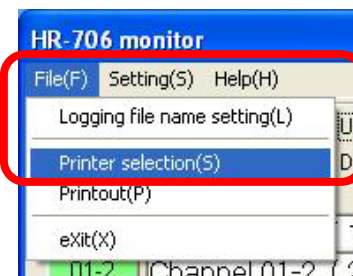 HR-706 monitor
File(F) Setting(S) Help(H)
Logging file name setting(L)
Printer selection(S)
Printout(P)
eXit(X)
01-2 Channel 01-2